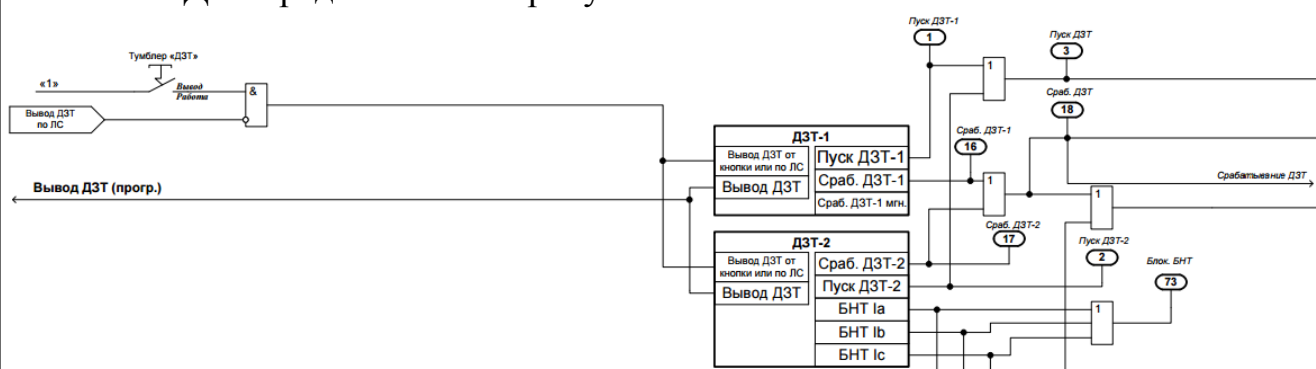 Тумблер «ДЗТ»
«1»
Вывод
Работа
&
Вывод ДЗТ
по ЛС
Вывод ДЗТ (прогр.)
ДЗТ-1
Вывод ДЗТ от
кнопки или по ЛС
Вывод ДЗТ
Пуск ДЗТ-1
Сраб. ДЗТ-1
Сраб. ДЗТ-1 мгн.
ДЗТ-2
Вывод ДЗТ от
кнопки или по ЛС
Вывод ДЗТ
Сраб. ДЗТ-2
Пуск ДЗТ-2
БНТ Ia
БНТ Ib
БНТ Ic
Пуск ДЗТ-1
1
1
Пуск ДЗТ
3
Сраб. ДЗТ
18
Сраб. ДЗТ-1
16
1
Срабатывание ДЗТ
1
Сраб. ДЗТ-2
17
Пуск ДЗТ-2
2
Блок. БНТ
73
1